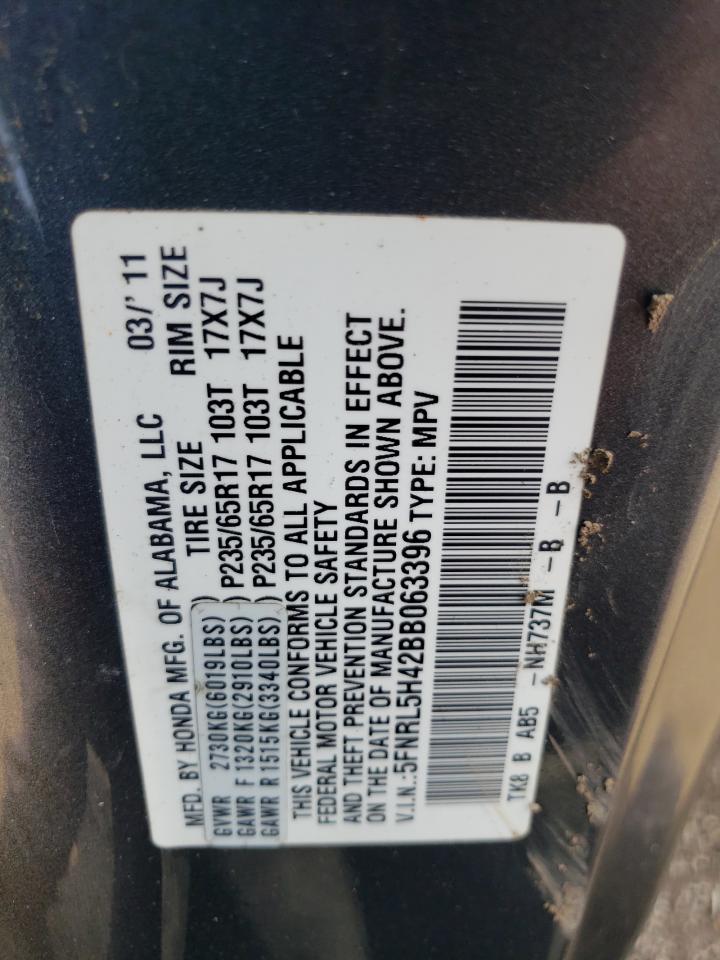 MFD. BY HONDA MFG. OF ALABAMA, LLC 03/' 11
TIRE SIZE RIM SIZE
GVWR 2730KG(6019LBS)
GAWR F 1320KG(2910LBS) P235/65R17 103T 17X7J
GAWR R 1515KG(3340LBS) P235/65R17 103T 17X7J
THIS VEHICLE CONFORMS TO ALL APPLICABLE
FEDERAL MOTOR VEHICLE SAFETY
AND THEFT PREVENTION STANDARDS IN EFFECT
ON THE DATE OF MANUFACTURE SHOWN ABOVE.
V.I.N.:5FNRL5H42BB063396 TYPE: MPV
TK8 B AB5 -NH737M -B -B